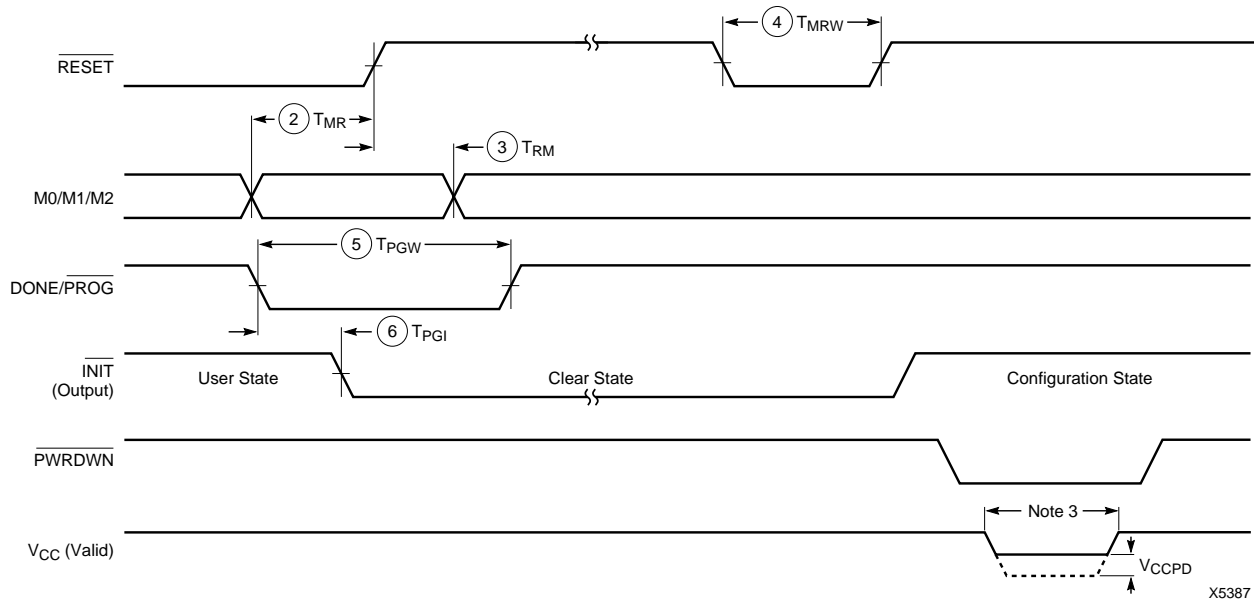 4 TMRW
RESET
2 TMR
3 TRM
M0/M1/M2
5 TPGW
DONE/PROG
6 TPGI
INIT
(Output)
User State
Clear State
Configuration State
PWRDWN
Note 3
VCC (Valid)
VCCPD
X5387